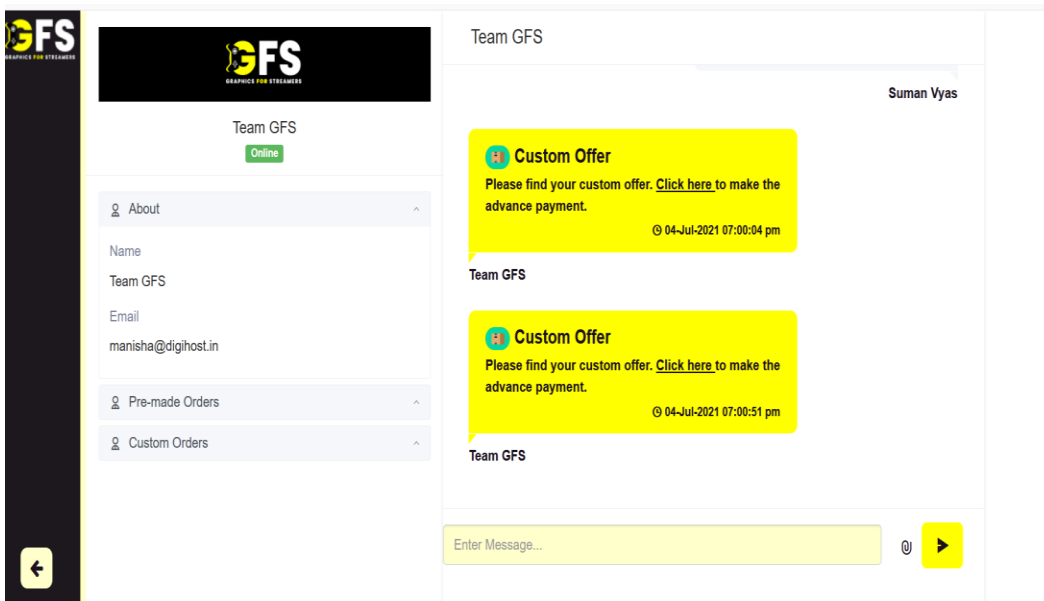 GFS
GRAPHICS FOR STREAMERS
GFS
GRAPHICS FOR STREAMERS
Team GFS
Online
About
Name
Team GFS
Email
manisha@digihost.in
Pre-made Orders
Custom Orders
Team GFS
Suman Vyas
Custom Offer
Please find your custom offer. Click here to make the
advance payment.
04-Jul-2021 07:00:04 pm
Team GFS
Custom Offer
Please find your custom offer. Click here to make the
advance payment.
04-Jul-2021 07:00:51 pm
Team GFS
Enter Message...